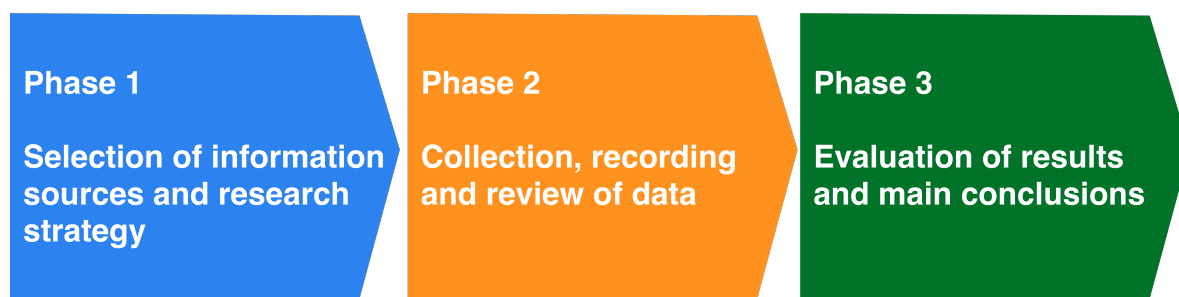 Phase 1
Selection of information
sources and research
strategy
Phase 2
Collection, recording
and review of data
Phase 3
Evaluation of results
and main conclusions